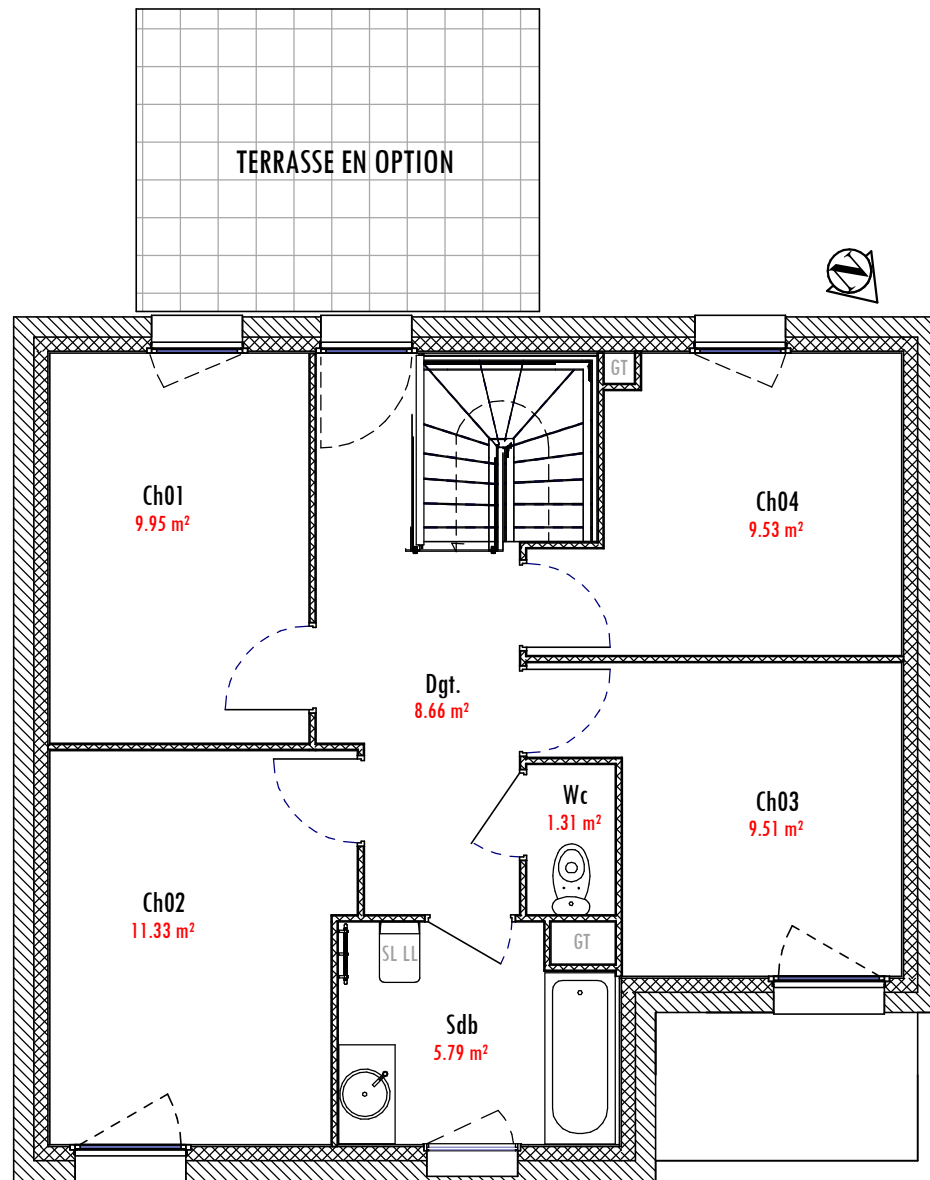 TERRASSE EN OPTION
N
GT
Ch01
9.95 m²
Ch04
9.53 m²
Dgt.
8.66 m²
Wc
1.31 m²
Ch03
9.51 m²
Ch02
11.33 m²
SL LL
GT
Sdb
5.79 m²